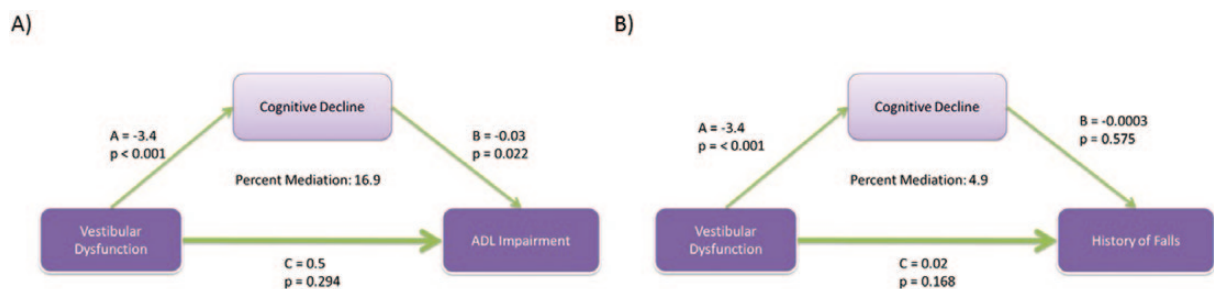 A)
Cognitive Decline
A = -3.4
p < 0.001
B = -0.03
p = 0.022
Percent Mediation: 16.9
Vestibular
Dysfunction
ADL Impairment
C = 0.5
p = 0.294
B)
Cognitive Decline
A = -3.4
p = < 0.001
B = -0.0003
p = 0.575
Percent Mediation: 4.9
Vestibular
Dysfunction
History of Falls
C = 0.02
p = 0.168